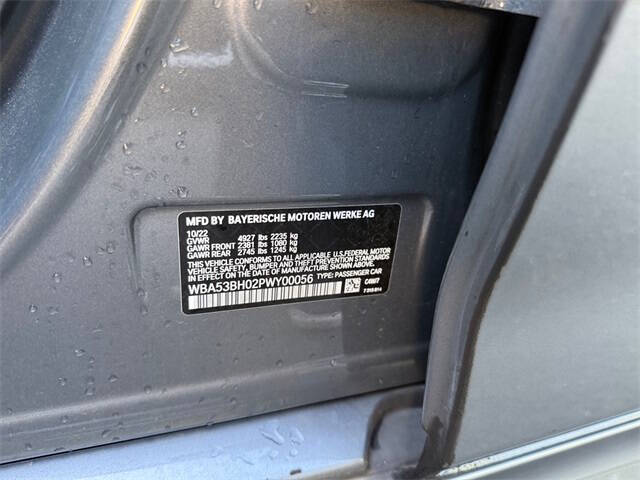 MFD BY BAYERISCHE MOTOREN WERKE AG
10/22
GVWR 4927 lbs 2235 kg
GAWR FRONT 2381 lbs 1080 kg
GAWR REAR 2745 lbs 1245 kg
THIS VEHICLE CONFORMS TO ALL APPLICABLE U.S. FEDERAL MOTOR
VEHICLE SAFETY, BUMPER, AND THEFT PREVENTION STANDARDS
IN EFFECT ON THE DATE OF MANUFACTURE SHOWN ABOVE.
WBA53BH02PWY00056 TYPE: PASSENGER CAR